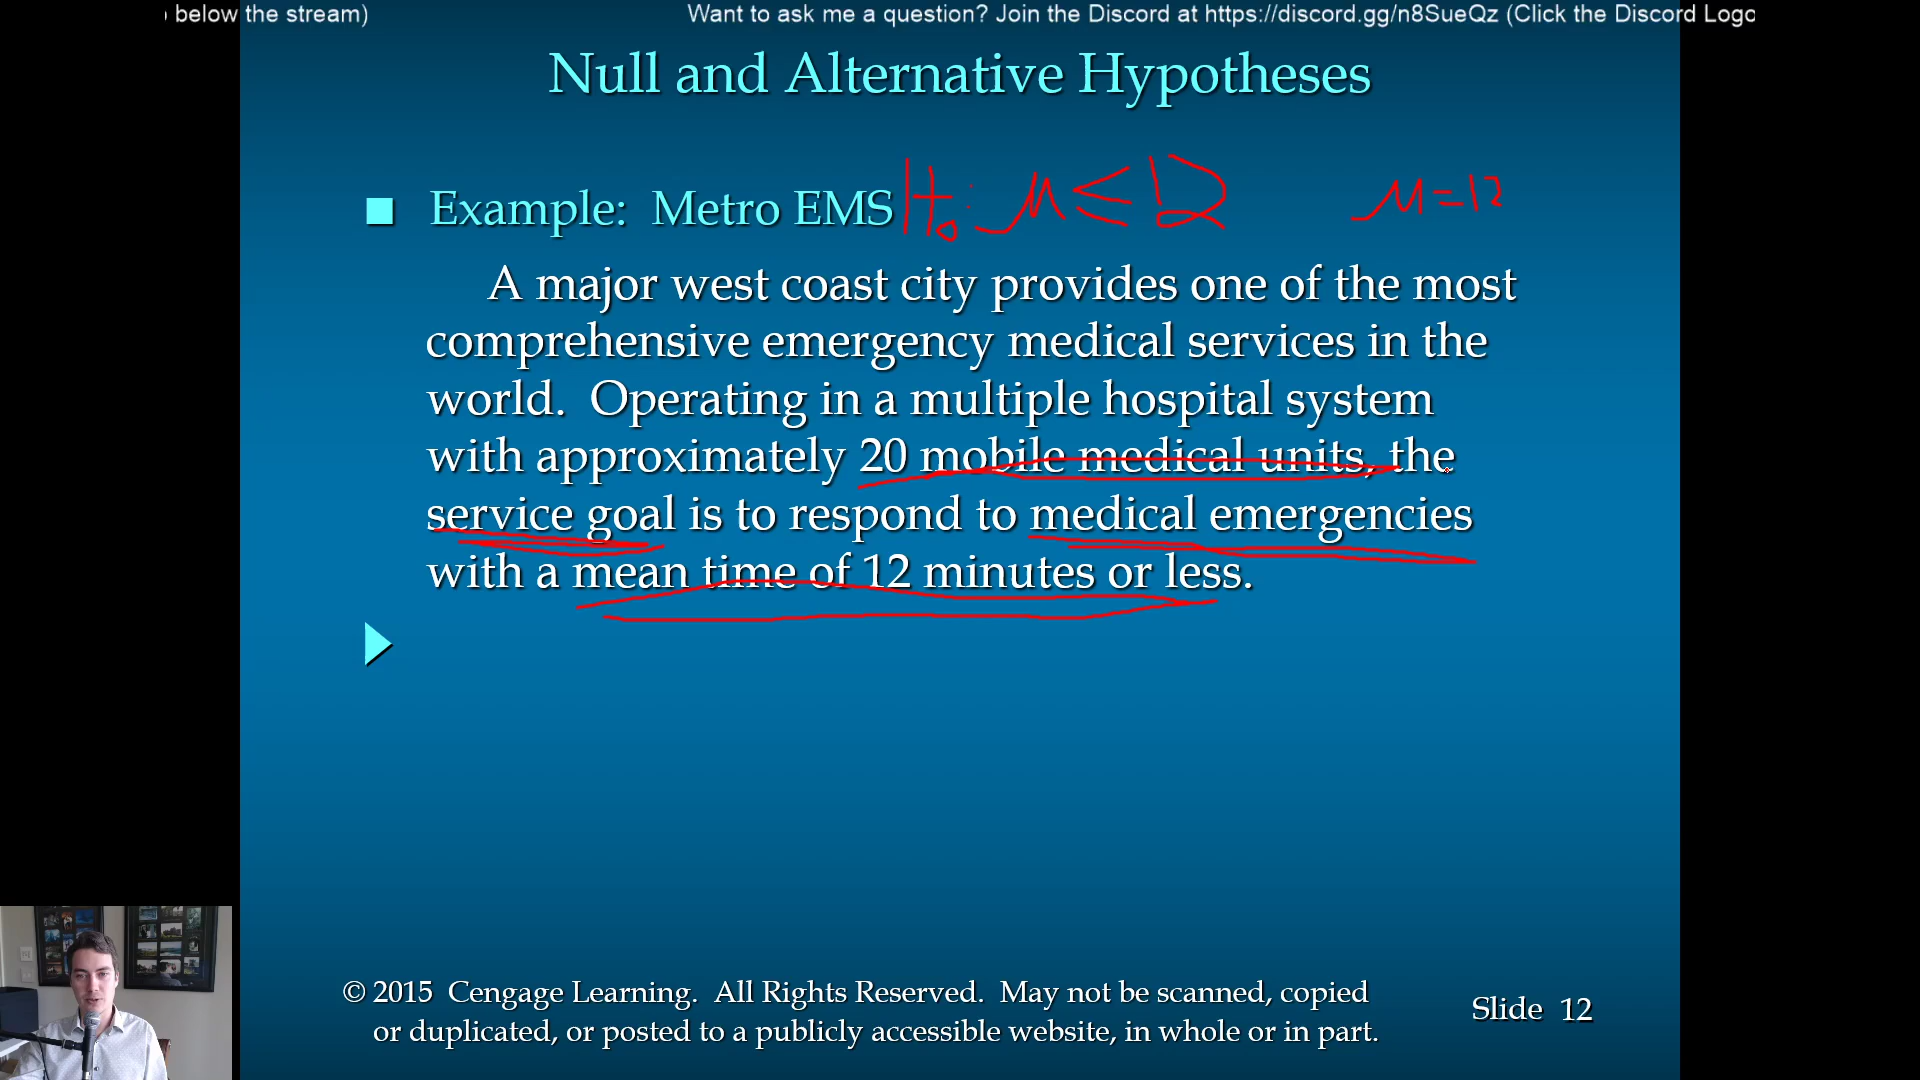 below the stream) Want to ask me a question? Join the Discord at https://discord.gg/n8SueQz (Click the Discord Logo
Null and Alternative Hypotheses
Example: Metro EMS H₀: μ ≤ 12 μ = 12
A major west coast city provides one of the most
comprehensive emergency medical services in the
world. Operating in a multiple hospital system
with approximately 20 mobile medical units, the
service goal is to respond to medical emergencies
with a mean time of 12 minutes or less.
© 2015 Cengage Learning. All Rights Reserved. May not be scanned, copied
or duplicated, or posted to a publicly accessible website, in whole or in part.
Slide 12